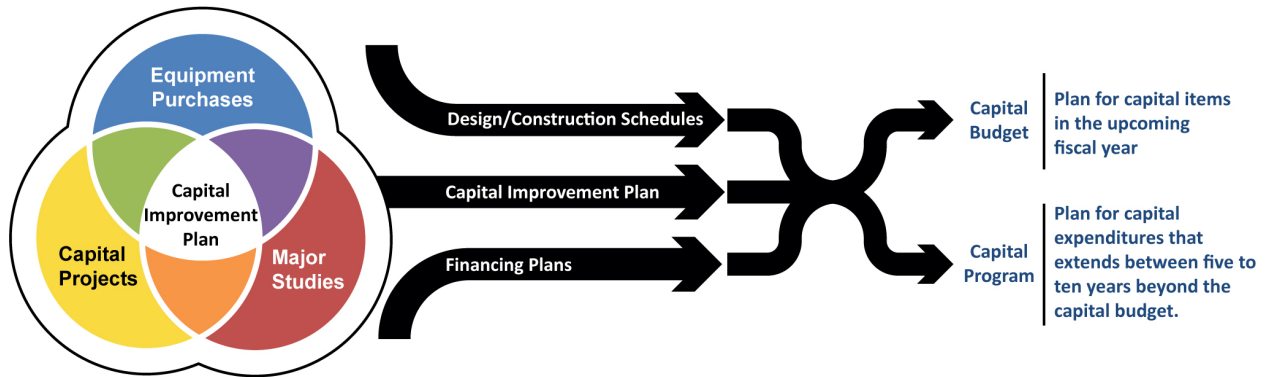 Equipment
Purchases
Capital
Improvement
Plan
Capital
Projects
Major
Studies
Design/Construction Schedules
Capital Improvement Plan
Financing Plans
Capital
Budget
Plan for capital items
in the upcoming
fiscal year
Capital
Program
Plan for capital
expenditures that
extends between five to
ten years beyond the
capital budget.